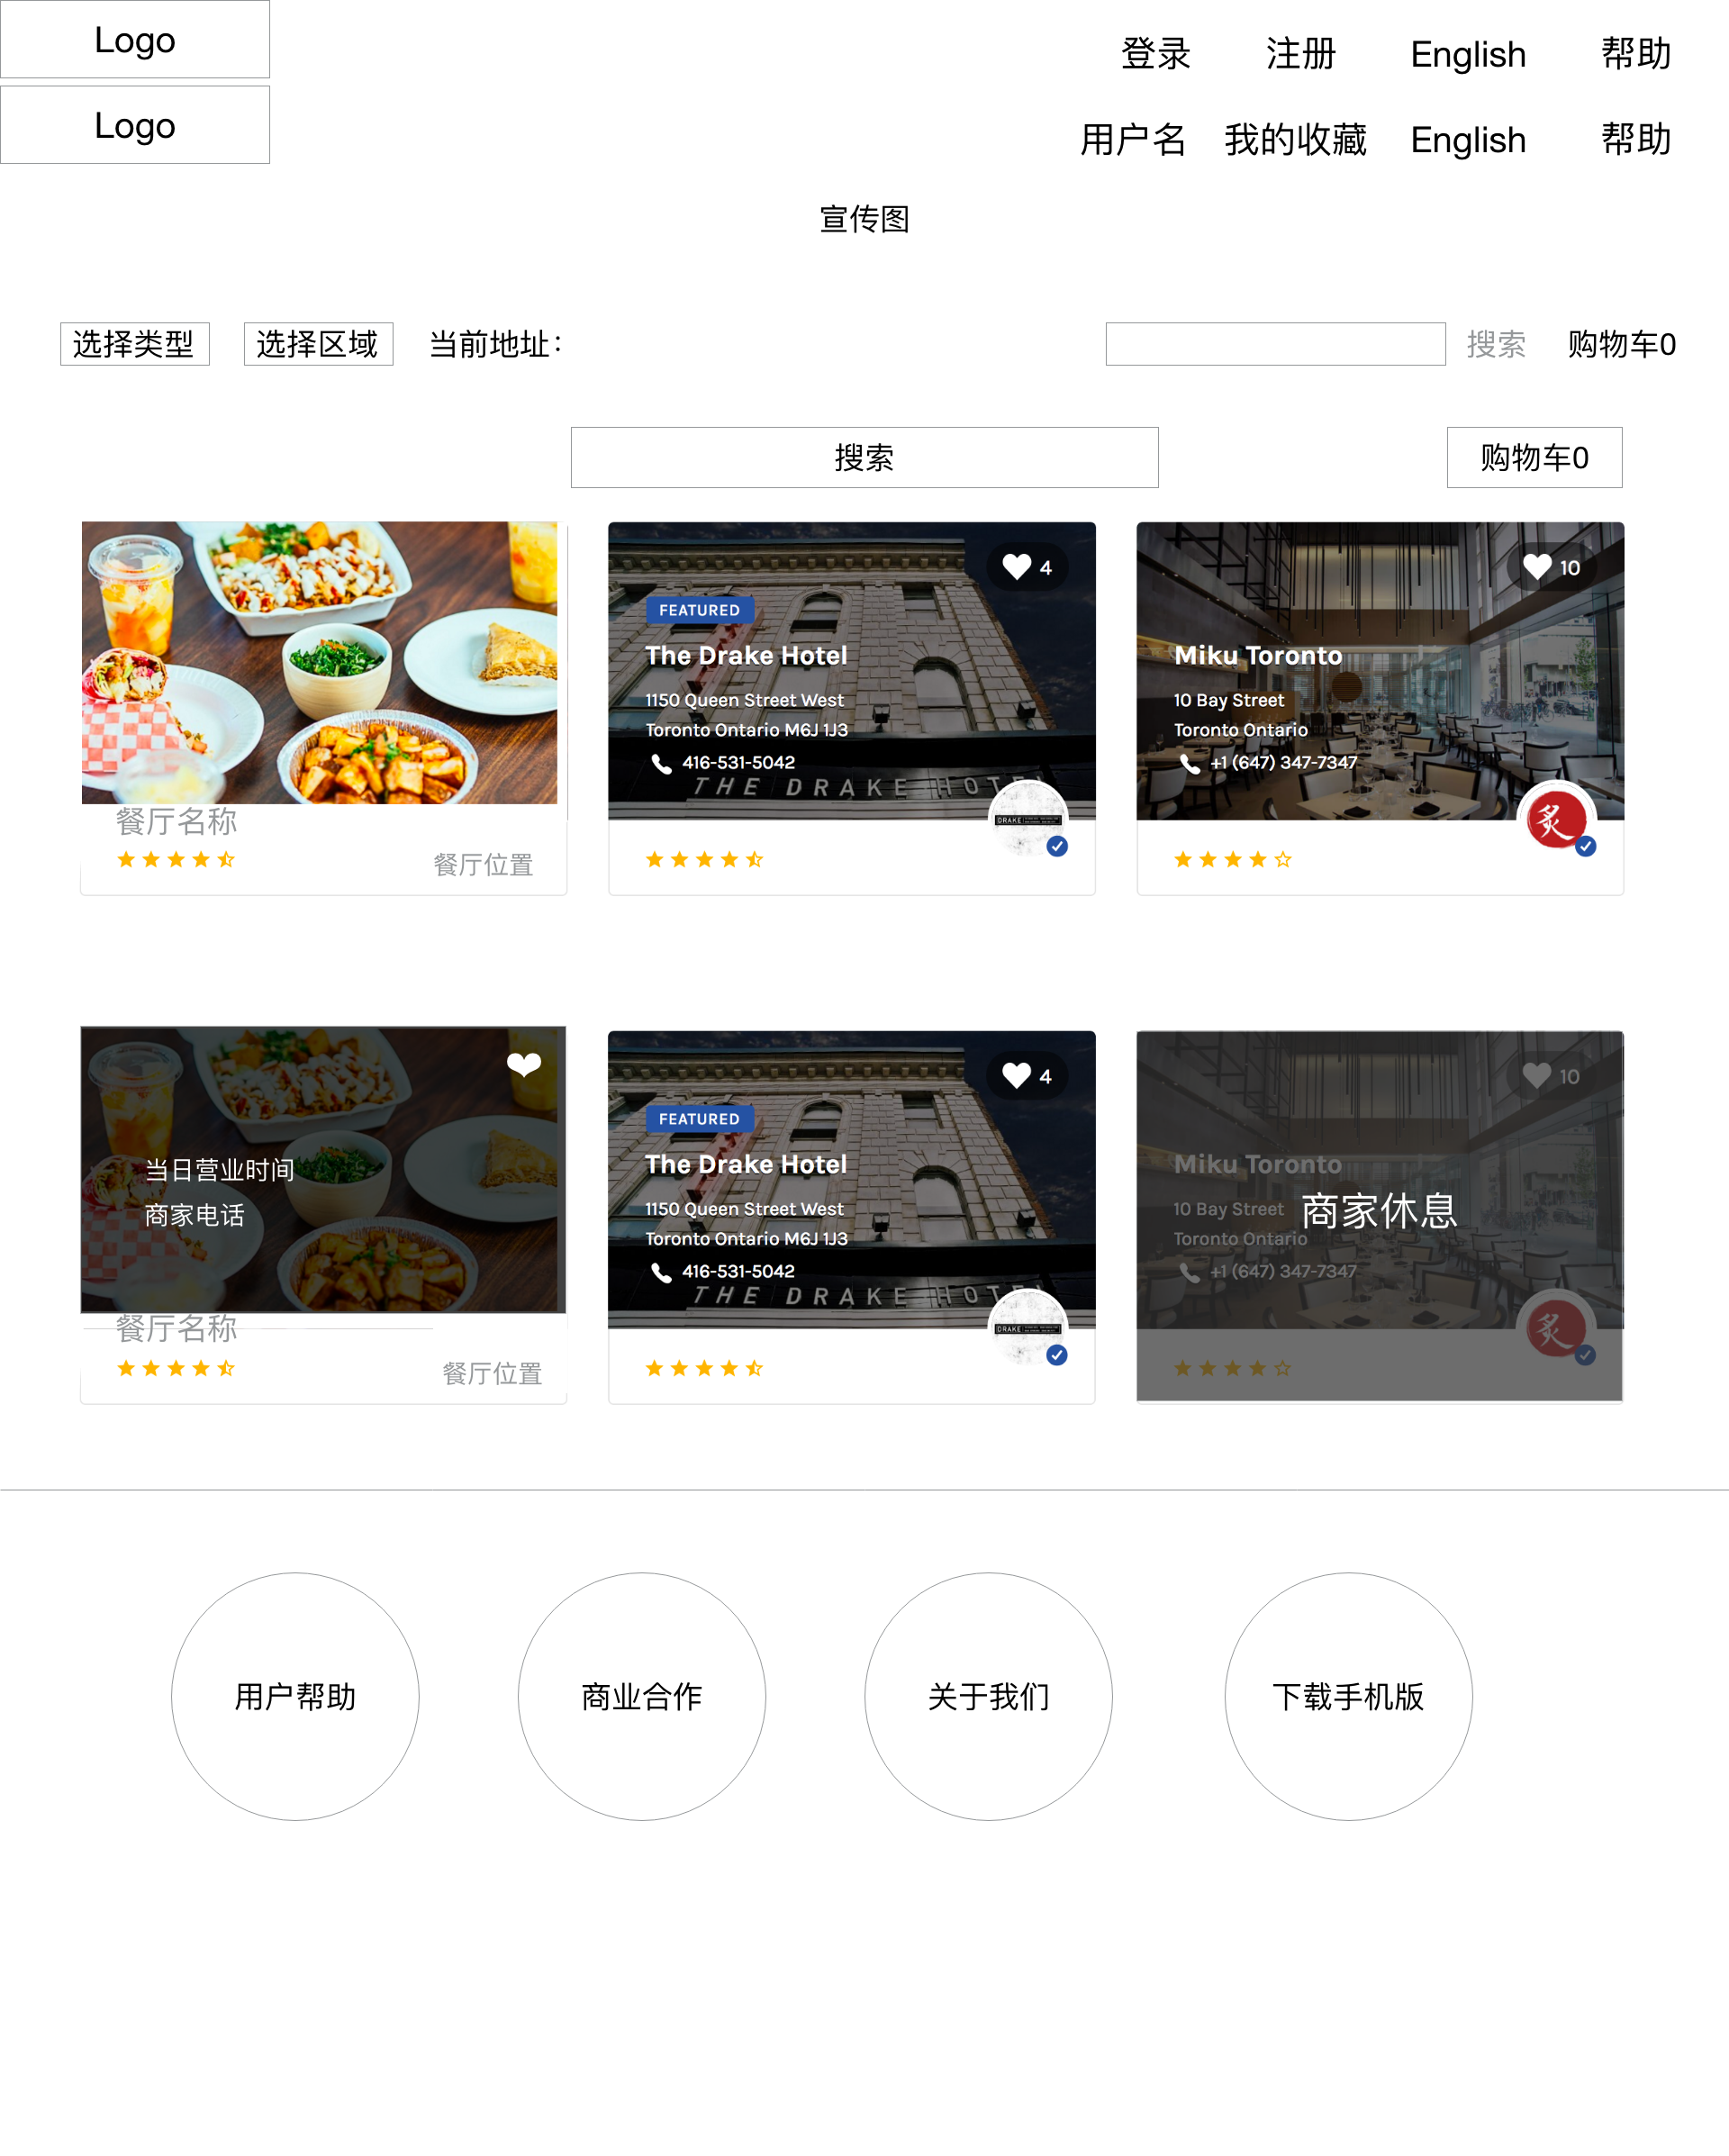 Logo
登录 注册 English 帮助
Logo
用户名 我的收藏 English 帮助
宣传图
选择类型 选择区域 当前地址： 搜索 购物车0
搜索 购物车0
4
FEATURED
The Drake Hotel
1150 Queen Street West
Toronto Ontario M6J 1J3
416-531-5042
THE DRAKE HOTEL
DRAKE
10
Miku Toronto
10 Bay Street
Toronto Ontario
+1 (647) 347-7347
炙
餐厅名称
餐厅位置
当日营业时间
商家电话
餐厅名称
餐厅位置
4
FEATURED
The Drake Hotel
1150 Queen Street West
Toronto Ontario M6J 1J3
416-531-5042
THE DRAKE HOTEL
DRAKE
10
Miku Toronto
10 Bay Street
商家休息
Toronto Ontario
+1 (647) 347-7347
炙
用户帮助 商业合作 关于我们 下载手机版